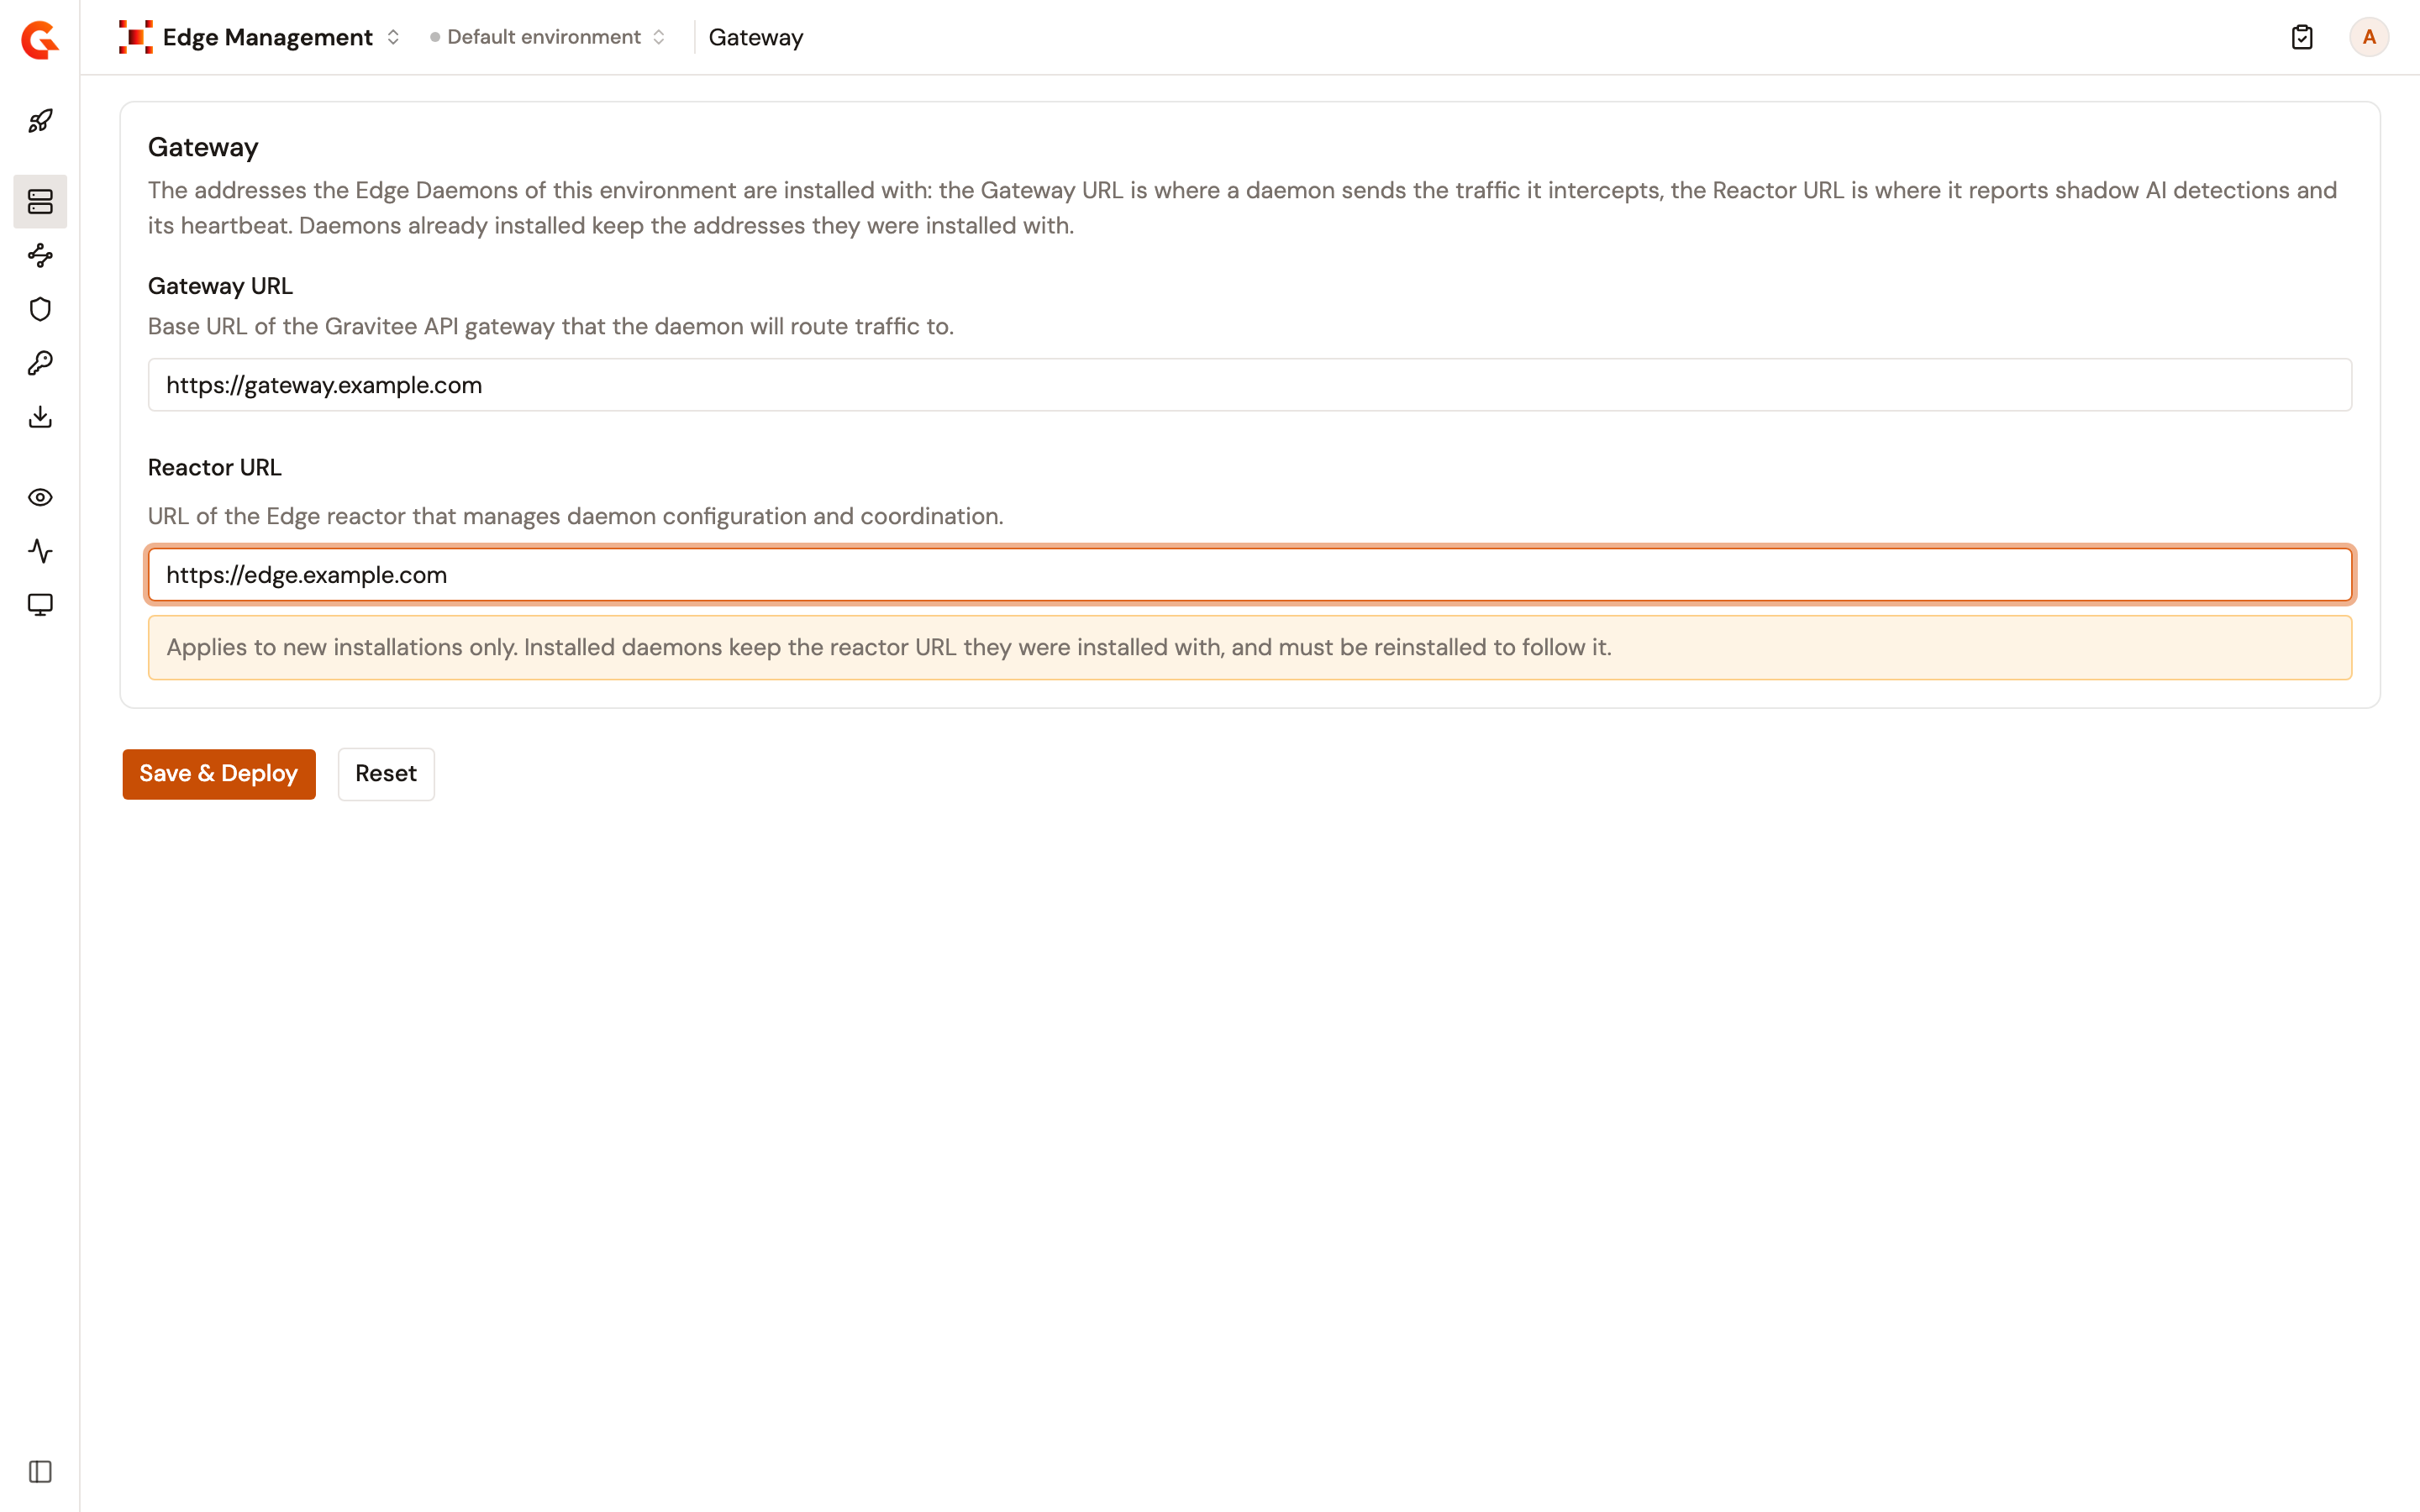 Edge Management
Default environment
Gateway
A
Gateway
The addresses the Edge Daemons of this environment are installed with: the Gateway URL is where a daemon sends the traffic it intercepts, the Reactor URL is where it reports shadow AI detections and
its heartbeat. Daemons already installed keep the addresses they were installed with.
Gateway URL
Base URL of the Gravitee API gateway that the daemon will route traffic to.
https://gateway.example.com
Reactor URL
URL of the Edge reactor that manages daemon configuration and coordination.
https://edge.example.com
Applies to new installations only. Installed daemons keep the reactor URL they were installed with, and must be reinstalled to follow it.
Save & Deploy
Reset